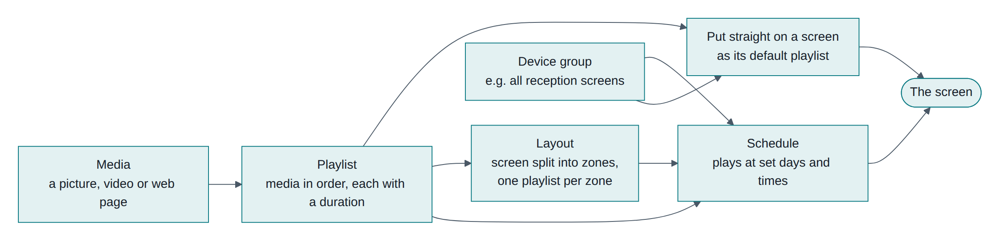 Media
a picture, video or web
page
Playlist
media in order, each with
a duration
Device group
e.g. all reception screens
Layout
screen split into zones,
one playlist per zone
Put straight on a screen
as its default playlist
Schedule
plays at set days and
times
The screen